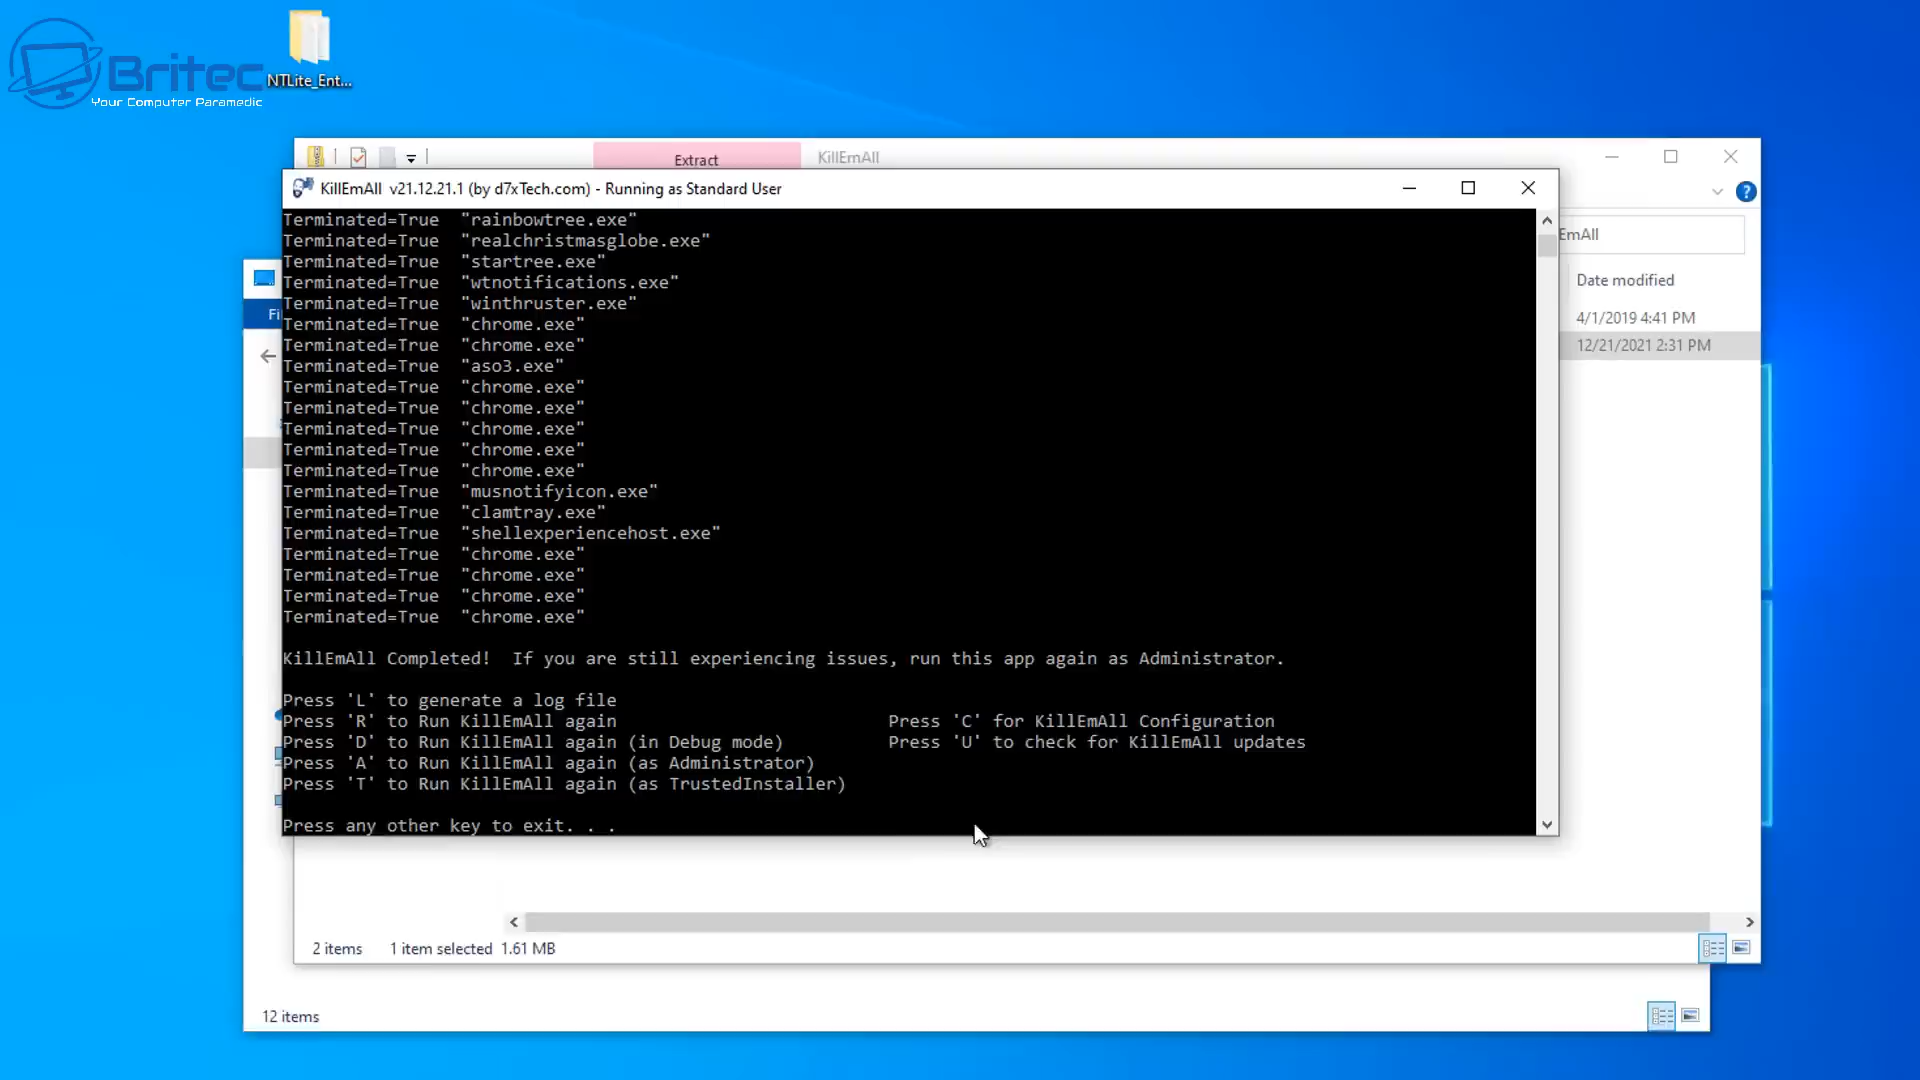 Britec
Your Computer Paramedic
NTLite_Ent...
Extract
KillEmAll
KillEmAll v21.12.21.1 (by d7xTech.com) - Running as Standard User
Terminated=True "rainbowtree.exe"
Terminated=True "realchristmasglobe.exe"
Terminated=True "startree.exe"
Terminated=True "wtnotifications.exe"
Terminated=True "winthruster.exe"
Terminated=True "chrome.exe"
Terminated=True "chrome.exe"
Terminated=True "aso3.exe"
Terminated=True "chrome.exe"
Terminated=True "chrome.exe"
Terminated=True "chrome.exe"
Terminated=True "chrome.exe"
Terminated=True "chrome.exe"
Terminated=True "musnotifyicon.exe"
Terminated=True "clamtray.exe"
Terminated=True "shellexperiencehost.exe"
Terminated=True "chrome.exe"
Terminated=True "chrome.exe"
Terminated=True "chrome.exe"
Terminated=True "chrome.exe"
KillEmAll Completed! If you are still experiencing issues, run this app again as Administrator.
Press 'L' to generate a log file
Press 'R' to Run KillEmAll again Press 'C' for KillEmAll Configuration
Press 'D' to Run KillEmAll again (in Debug mode) Press 'U' to check for KillEmAll updates
Press 'A' to Run KillEmAll again (as Administrator)
Press 'T' to Run KillEmAll again (as TrustedInstaller)
Press any other key to exit. . .
EmAll
Date modified
4/1/2019 4:41 PM
12/21/2021 2:31 PM
Fi
2 items 1 item selected 1.61 MB
12 items